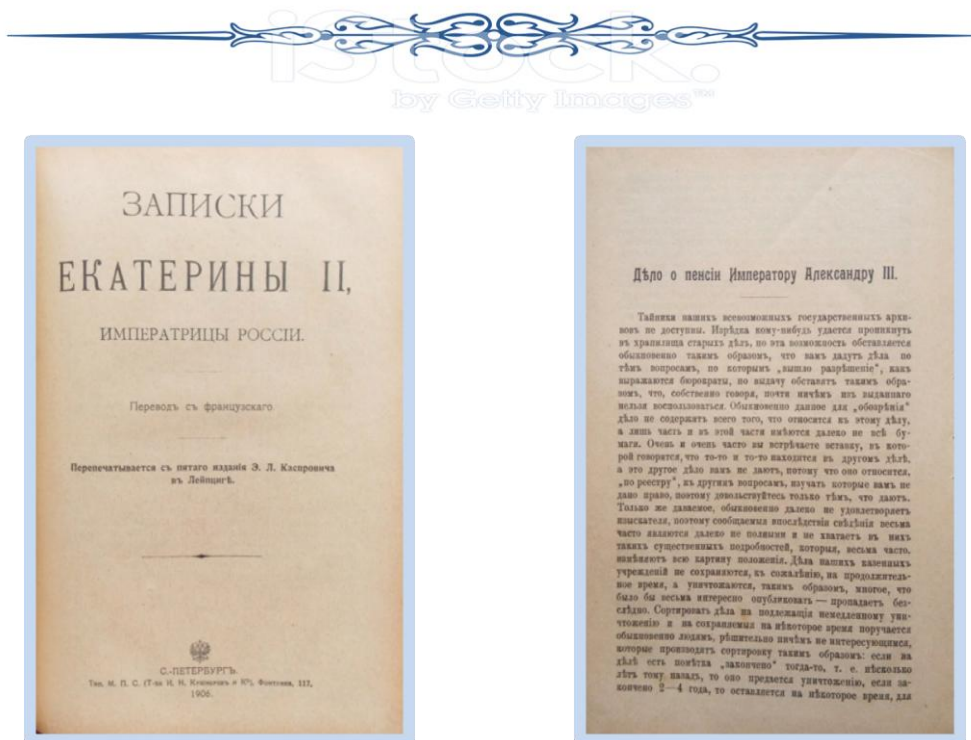 iStock.
by Getty Images™
ЗАПИСКИ
ЕКАТЕРИНЫ II,
ИМПЕРАТРИЦЫ РОССІИ.
Переводъ съ французскаго.
Перепечатывается съ пятаго изданія Э. Л. Каспровича
въ Лейпцигѣ.
С.-ПЕТЕРБУРГЪ.
Тип. М. П. С. (Т-ва И. Н. Кушнеревъ и К°), Фонтанка, 117,
1906.
Дѣло о пенсіи Императору Александру III.
Тайники нашихъ всевозможныхъ государственныхъ архи-
вовъ не доступны. Изрѣдка кому-нибудь удается проникнуть
въ хранилища старыхъ дѣлъ, но эта возможность обставляется
обыкновенно такимъ образомъ, что вамъ дадутъ дѣла по
тѣмъ вопросамъ, по которымъ „вышло разрѣшеніе“, какъ
выражаются бюрократы, но выдачу обставятъ такимъ обра-
зомъ, что, собственно говоря, почти ничѣмъ изъ выданнаго
нельзя воспользоваться. Обыкновенно данное для „обозрѣнія“
дѣло не содержитъ всего того, что относится къ этому дѣлу,
а лишь часть и въ этой части имѣются далеко не всѣ бу-
маги. Очень и очень часто вы встрѣчаете вставку, въ кото-
рой говорится, что то-то и то-то находится въ другомъ дѣлѣ,
а это другое дѣло вамъ не даютъ, потому что оно относится,
„по реестру“, къ другимъ вопросамъ, изучать которые вамъ не
дано право, поэтому довольствуйтесь только тѣмъ, что даютъ.
Только же даваемое, обыкновенно далеко не удовлетворяетъ
изыскателя, поэтому сообщаемыя впослѣдствіи свѣдѣнія весьма
часто являются далеко не полными и не хватаетъ въ нихъ
такихъ существенныхъ подробностей, которыя, весьма часто,
измѣняютъ всю картину положенія. Дѣла нашихъ казенныхъ
учрежденій не сохраняются, къ сожалѣнію, на продолжитель-
ное время, а уничтожаются, такимъ образомъ, многое, что
было бы весьма интересно опубликовать — пропадаетъ без-
слѣдно. Сортировать дѣла на подлежащія немедленному уни-
чтоженію и на сохраняемыя на нѣкоторое время поручается
обыкновенно людямъ, рѣшительно ничѣмъ не интересующимся,
которые производятъ сортировку такимъ образомъ: если на
дѣлѣ есть помѣтка „закончено“ тогда-то, т. е. нѣсколько
лѣтъ тому назадъ, то оно предается уничтоженію, если за-
кончено 2—4 года, то оставляется на нѣкоторое время, для